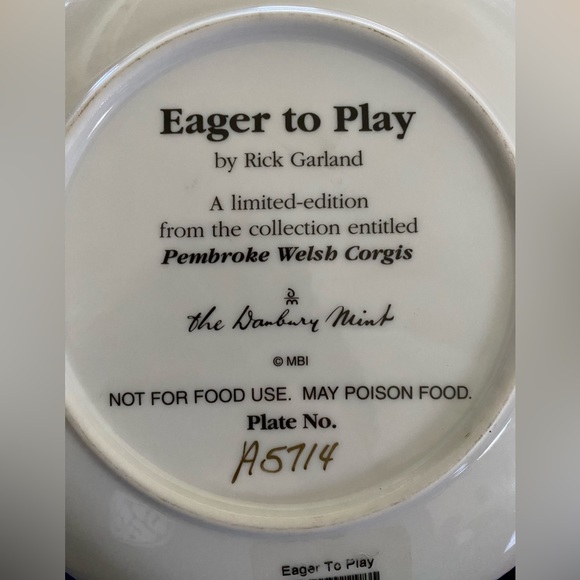 Eager to Play
by Rick Garland
A limited-edition
from the collection entitled
Pembroke Welsh Corgis
DM
the Danbury Mint
© MBI
NOT FOR FOOD USE. MAY POISON FOOD.
Plate No.
A5714
Eager To Play